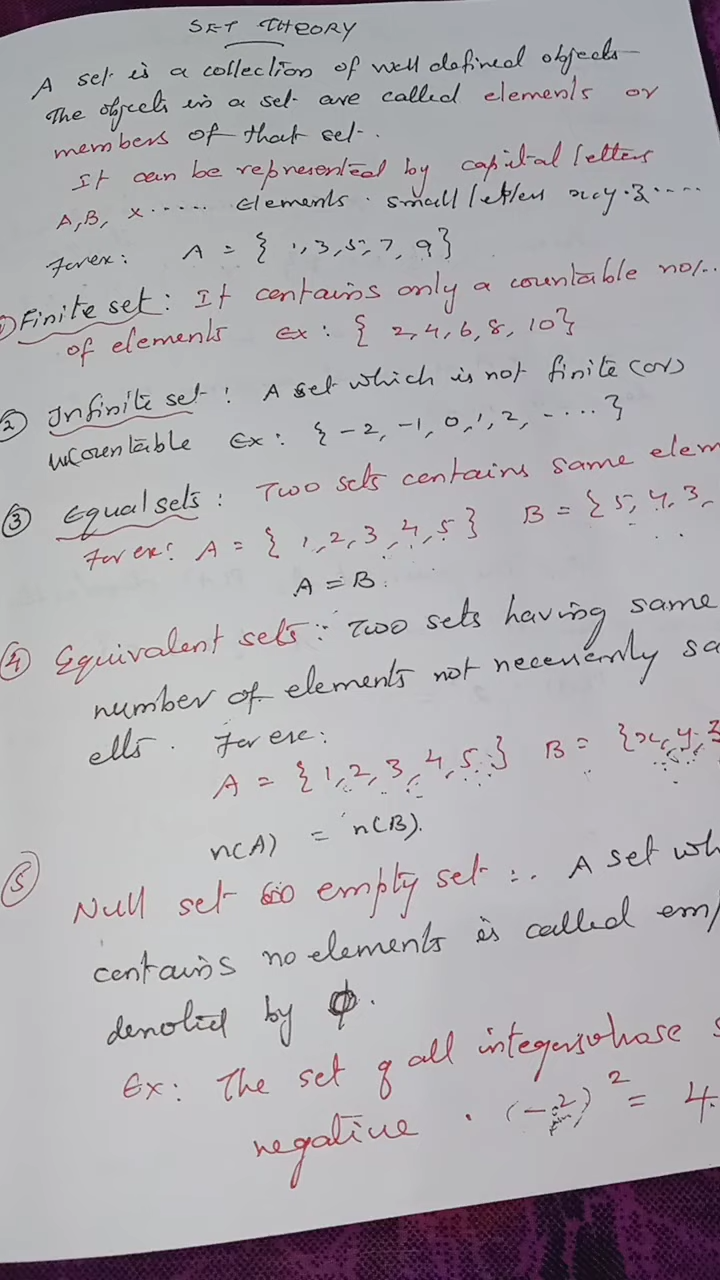 SET THEORY
A set is a collection of well defined objects
The objects in a set are called elements or
members of that set.
It can be represented by capital letters
A, B, x ...... Elements. small letters x, y, z .....
For ex: A = { 1, 3, 5, 7, 9}
① Finite set: It contains only a countable no/..
of elements Ex: { 2, 4, 6, 8, 10}
② Infinite set: A set which is not finite (or)
uncountable Ex: { -2, -1, 0, 1, 2, .....}
③ Equal sets: Two sets contains same elem
For ex: A = { 1, 2, 3, 4, 5 } B = { 5, 4, 3,
A = B.
④ Equivalent sets: Two sets having same
number of elements not necessarily sa
ells. For ex:
A = { 1, 2, 3, 4, 5 } B = {x, y, z
n(A) = n(B).
⑤ Null set empty set :. A set wh
contains no elements is called emp
denoted by ϕ.
Ex: The set of all integers whose s
negative. (-2)² = 4